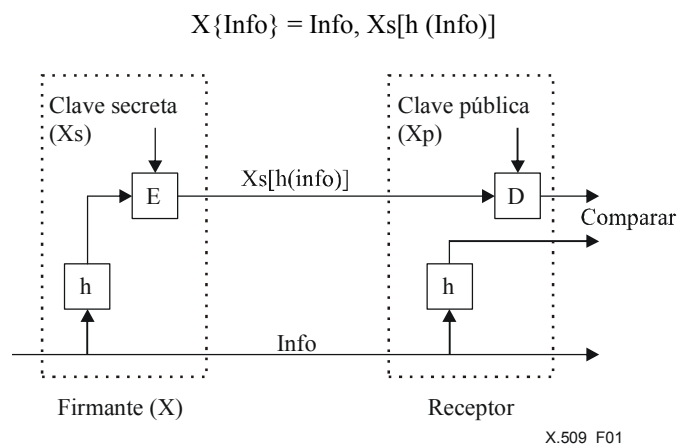 X{Info} = Info, Xs[h (Info)]
Clave secreta
(Xs)
Clave pública
(Xp)
E
Xs[h(info)]
D
Comparar
h
h
Info
Firmante (X)
Receptor
X.509_F01